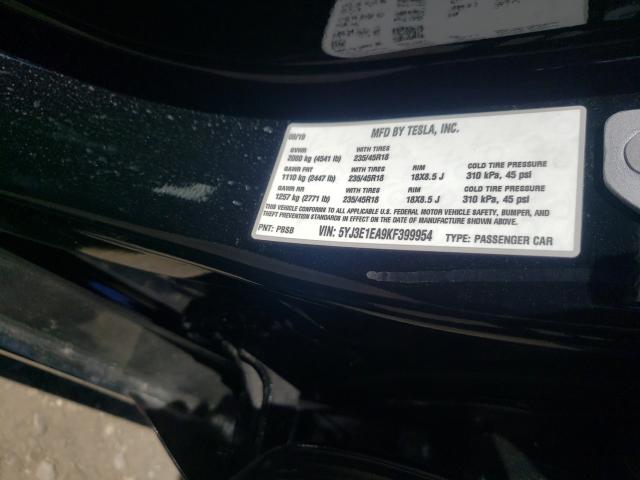 08/19 MFD BY TESLA, INC.
GVWR WITH TIRES
2060 kg (4541 lb) 235/45R18
GAWR FRT WITH TIRES RIM COLD TIRE PRESSURE
1110 kg (2447 lb) 235/45R18 18X8.5 J 310 kPa, 45 psi
GAWR RR WITH TIRES RIM COLD TIRE PRESSURE
1257 kg (2771 lb) 235/45R18 18X8.5 J 310 kPa, 45 psi
THIS VEHICLE CONFORMS TO ALL APPLICABLE U.S. FEDERAL MOTOR VEHICLE SAFETY, BUMPER, AND
THEFT PREVENTION STANDARDS IN EFFECT ON THE DATE OF MANUFACTURE SHOWN ABOVE.
PNT: PBSB VIN: 5YJ3E1EA9KF399954 TYPE: PASSENGER CAR